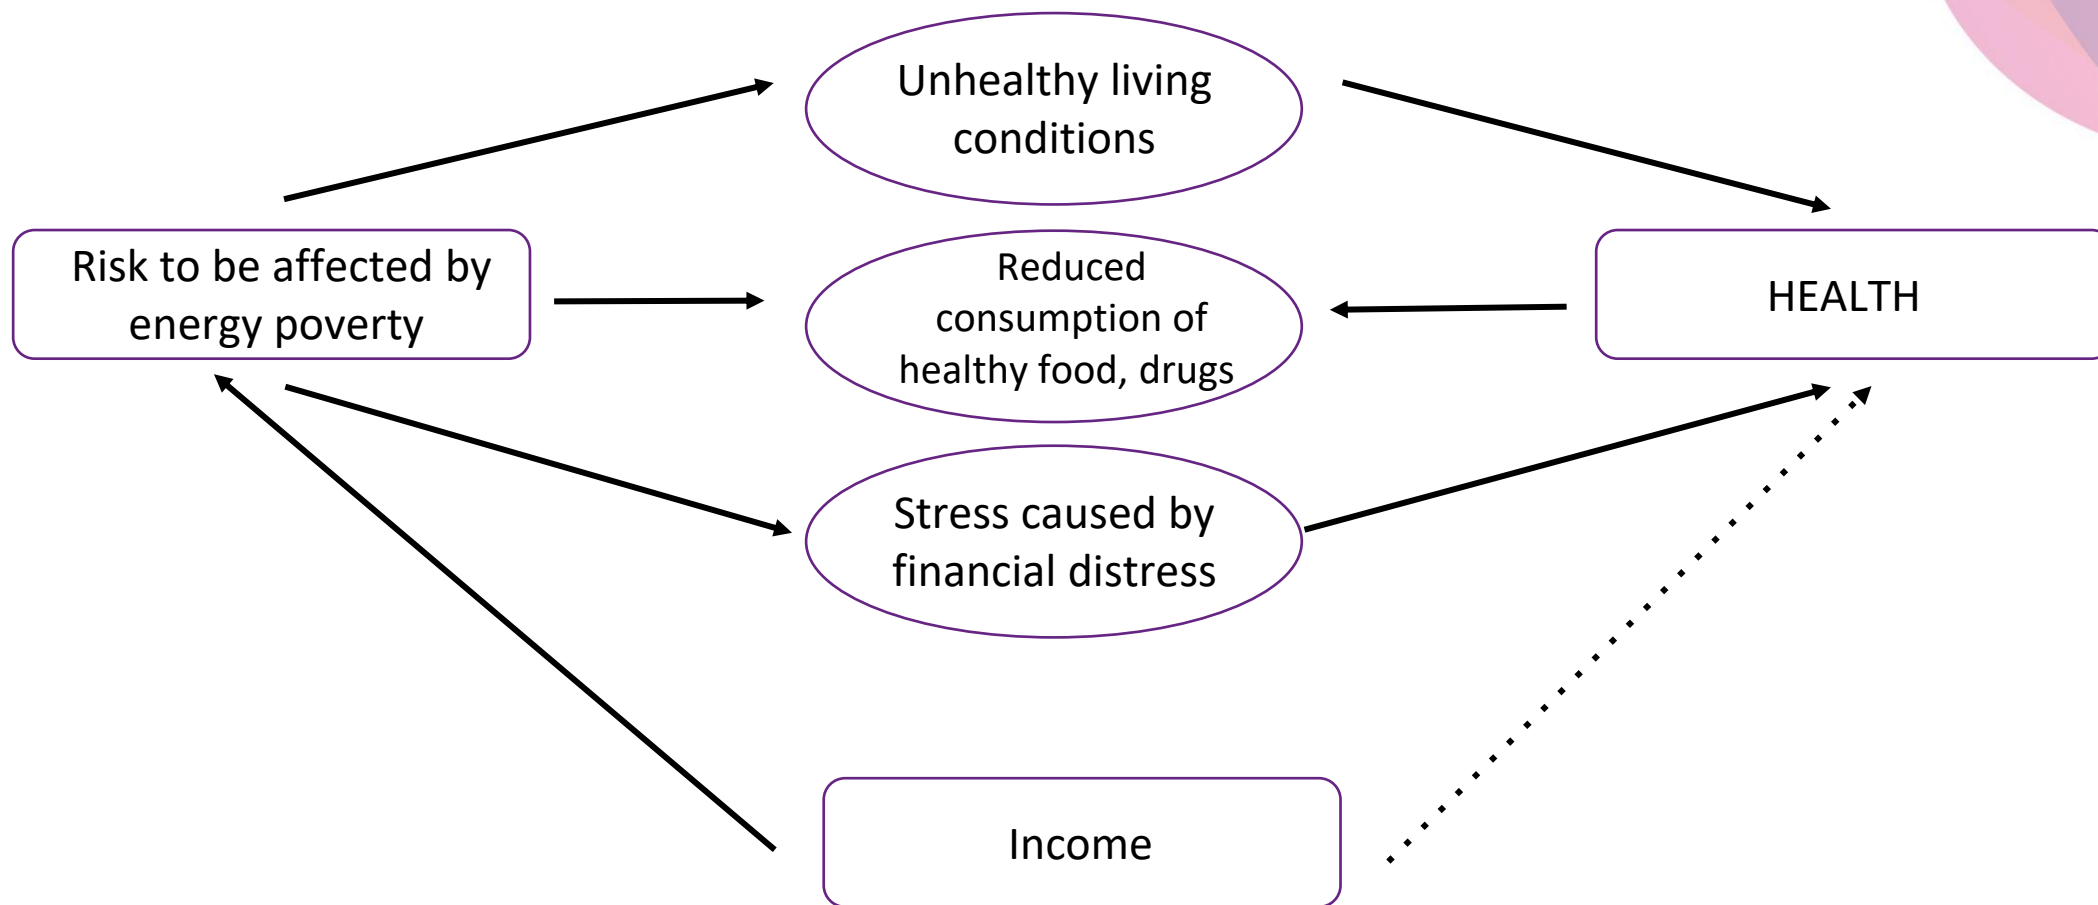 Unhealthy living
conditions
Risk to be affected by
energy poverty
Reduced
consumption of
healthy food, drugs
HEALTH
Stress caused by
financial distress
Income